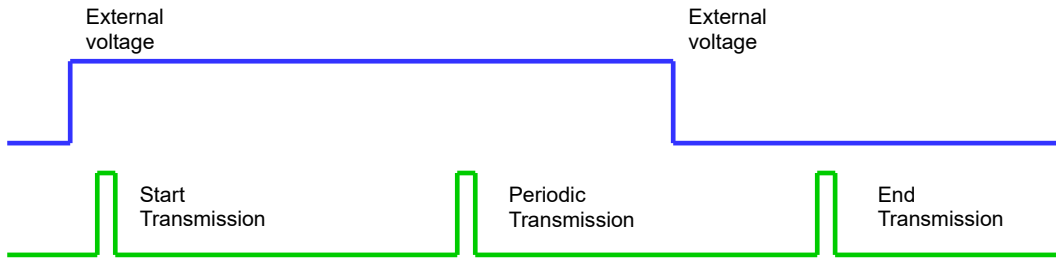 External
voltage
External
voltage
Start
Transmission
Periodic
Transmission
End
Transmission